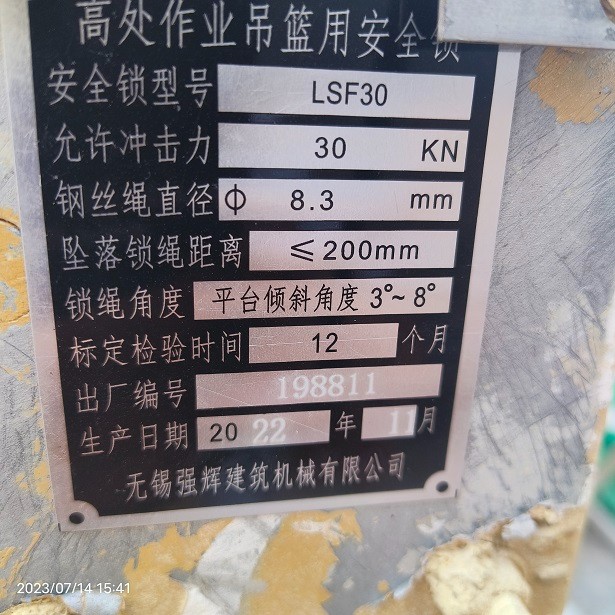 高处作业吊篮用安全锁
安全锁型号 LSF30
允许冲击力 30 KN
钢丝绳直径 Φ 8.3 mm
坠落锁绳距离 ≤200mm
锁绳角度 平台倾斜角度 3°~8°
标定检验时间 12 个月
出厂编号 198811
生产日期 2022 年 11月
无锡强辉建筑机械有限公司
2023/07/14 15:41